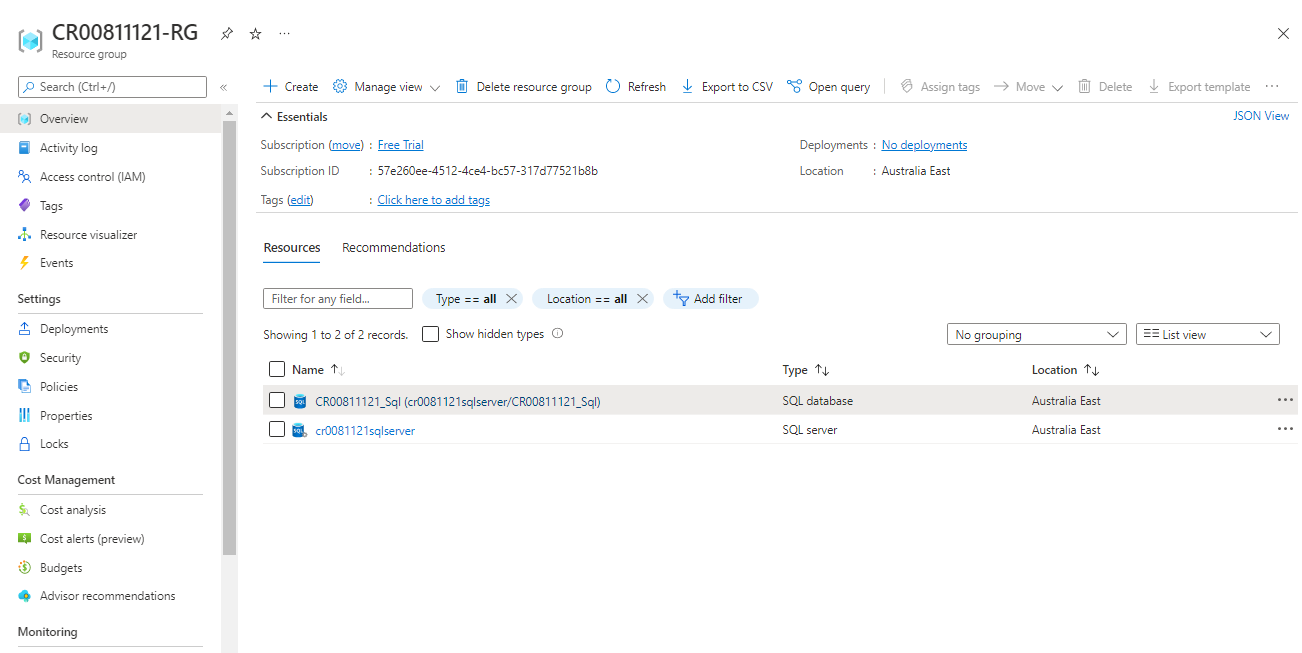 CR00811121-RG
Resource group
Search (Ctrl+/)
Overview
Activity log
Access control (IAM)
Tags
Resource visualizer
Events
Settings
Deployments
Security
Policies
Properties
Locks
Cost Management
Cost analysis
Cost alerts (preview)
Budgets
Advisor recommendations
Monitoring
Create Manage view Delete resource group Refresh Export to CSV Open query Assign tags Move Delete Export template
Essentials JSON View
Subscription (move) : Free Trial Deployments : No deployments
Subscription ID : 57e260ee-4512-4ce4-bc57-317d77521b8b Location : Australia East
Tags (edit) : Click here to add tags
Resources Recommendations
Filter for any field... Type == all Location == all Add filter
Showing 1 to 2 of 2 records. Show hidden types No grouping List view
Name Type Location
CR00811121_Sql (cr0081121sqlserver/CR00811121_Sql) SQL database Australia East
cr0081121sqlserver SQL server Australia East